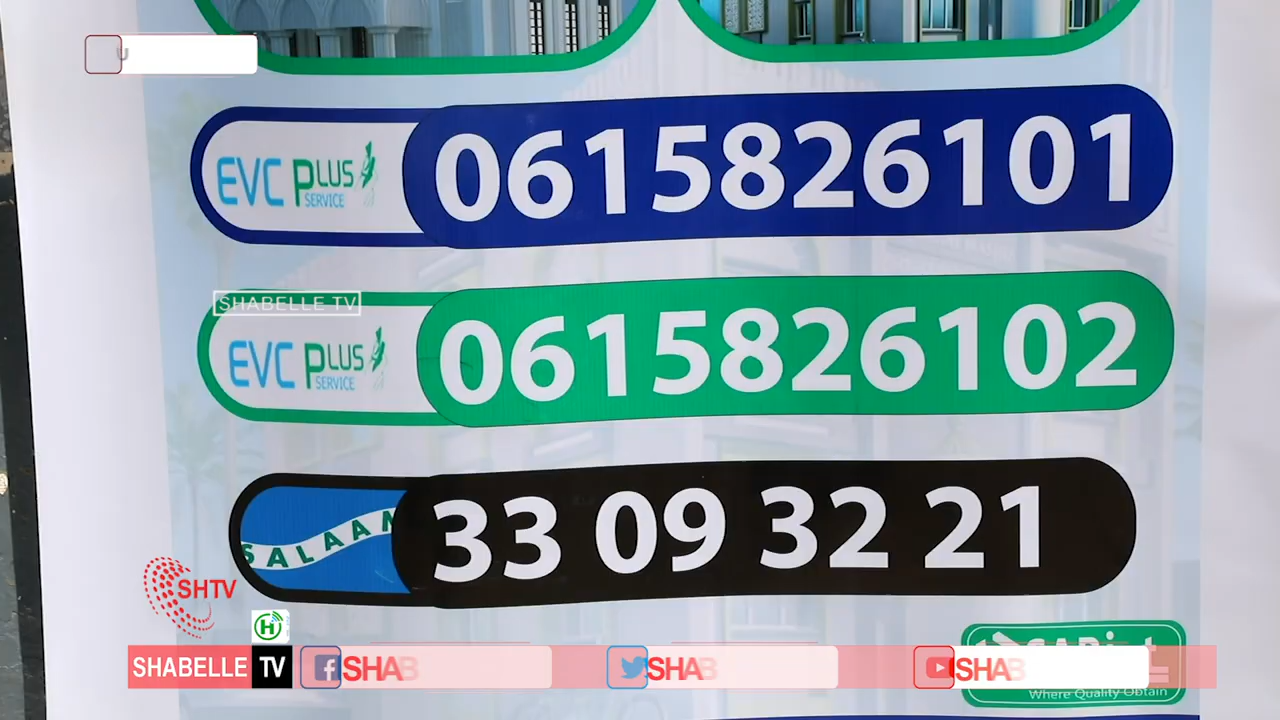 EVC PLUS
SERVICE
0615826101
SHABELLE TV
EVC PLUS
SERVICE
0615826102
SALAAM
33 09 32 21
SHTV
SHABELLE TV
SHAB
SHAB
SHAB
Where Quality Obtain